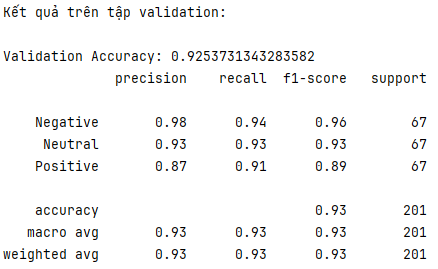 Kết quả trên tập validation:
Validation Accuracy: 0.9253731343283582
precision recall f1-score support
Negative 0.98 0.94 0.96 67
Neutral 0.93 0.93 0.93 67
Positive 0.87 0.91 0.89 67
accuracy 0.93 201
macro avg 0.93 0.93 0.93 201
weighted avg 0.93 0.93 0.93 201